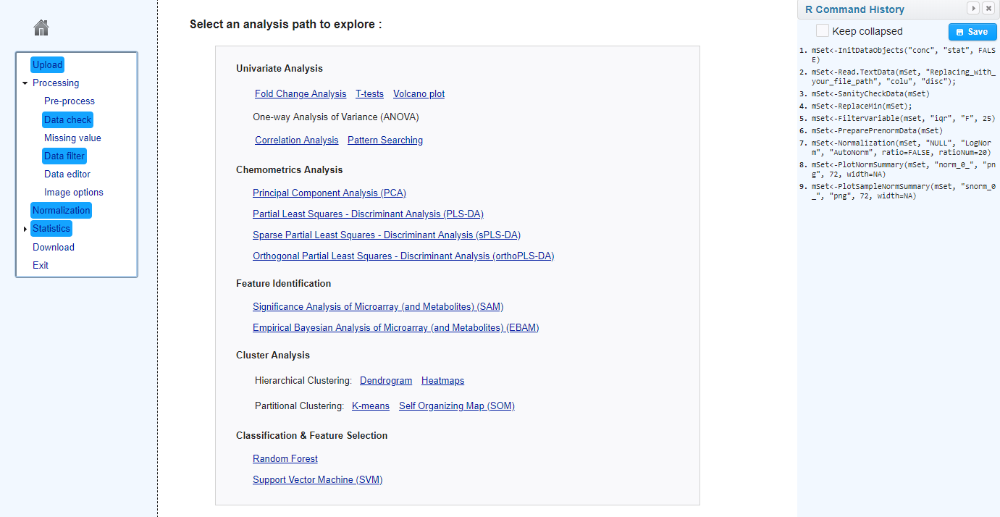 Upload
Processing
Pre-process
Data check
Missing value
Data filter
Data editor
Image options
Normalization
Statistics
Download
Exit
Select an analysis path to explore :
Univariate Analysis
Fold Change Analysis T-tests Volcano plot
One-way Analysis of Variance (ANOVA)
Correlation Analysis Pattern Searching
Chemometrics Analysis
Principal Component Analysis (PCA)
Partial Least Squares - Discriminant Analysis (PLS-DA)
Sparse Partial Least Squares - Discriminant Analysis (sPLS-DA)
Orthogonal Partial Least Squares - Discriminant Analysis (orthoPLS-DA)
Feature Identification
Significance Analysis of Microarray (and Metabolites) (SAM)
Empirical Bayesian Analysis of Microarray (and Metabolites) (EBAM)
Cluster Analysis
Hierarchical Clustering: Dendrogram Heatmaps
Partitional Clustering: K-means Self Organizing Map (SOM)
Classification & Feature Selection
Random Forest
Support Vector Machine (SVM)
R Command History
Keep collapsed Save
1. mSet<-InitDataObjects("conc", "stat", FALS
E)
2. mSet<-Read.TextData(mSet, "Replacing_with_
your_file_path", "colu", "disc");
3. mSet<-SanityCheckData(mSet)
4. mSet<-ReplaceMin(mSet);
5. mSet<-FilterVariable(mSet, "iqr", "F", 25)
6. mSet<-PreparePrenormData(mSet)
7. mSet<-Normalization(mSet, "NULL", "LogNor
m", "AutoNorm", ratio=FALSE, ratioNum=20)
8. mSet<-PlotNormSummary(mSet, "norm_0_", "pn
g", 72, width=NA)
9. mSet<-PlotSampleNormSummary(mSet, "snorm_0
_", "png", 72, width=NA)